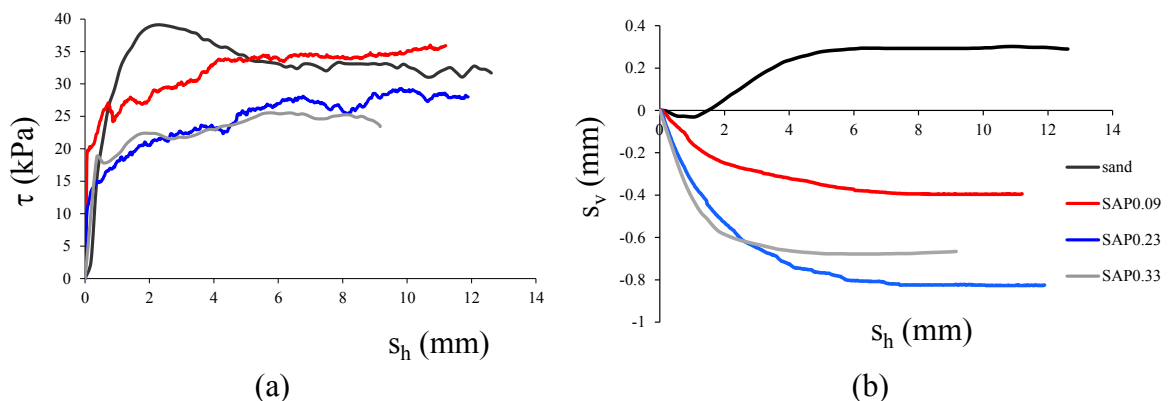 40
35
30
25
20
15
10
5
0
τ (kPa)
0 2 4 6 8 10 12 14
s_h (mm)
(a)
0.4
0.2
0
-0.2
-0.4
-0.6
-0.8
-1
s_v (mm)
0 2 4 6 8 10 12 14
s_h (mm)
sand
SAP0.09
SAP0.23
SAP0.33
(b)